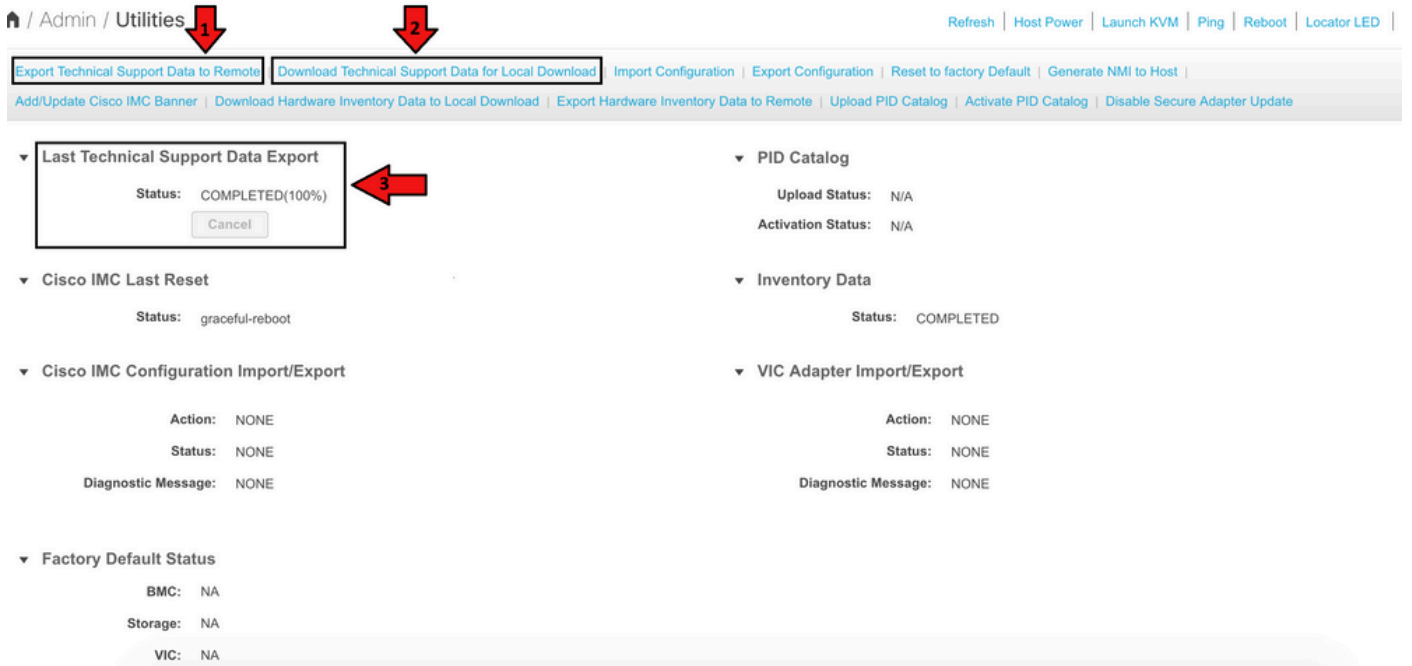 / Admin / Utilities
1
2
Refresh | Host Power | Launch KVM | Ping | Reboot | Locator LED |
Export Technical Support Data to Remote | Download Technical Support Data for Local Download | Import Configuration | Export Configuration | Reset to factory Default | Generate NMI to Host |
Add/Update Cisco IMC Banner | Download Hardware Inventory Data to Local Download | Export Hardware Inventory Data to Remote | Upload PID Catalog | Activate PID Catalog | Disable Secure Adapter Update
Last Technical Support Data Export
Status: COMPLETED(100%)
Cancel
3
PID Catalog
Upload Status: N/A
Activation Status: N/A
Cisco IMC Last Reset
Status: graceful-reboot
Inventory Data
Status: COMPLETED
Cisco IMC Configuration Import/Export
Action: NONE
Status: NONE
Diagnostic Message: NONE
VIC Adapter Import/Export
Action: NONE
Status: NONE
Diagnostic Message: NONE
Factory Default Status
BMC: NA
Storage: NA
VIC: NA